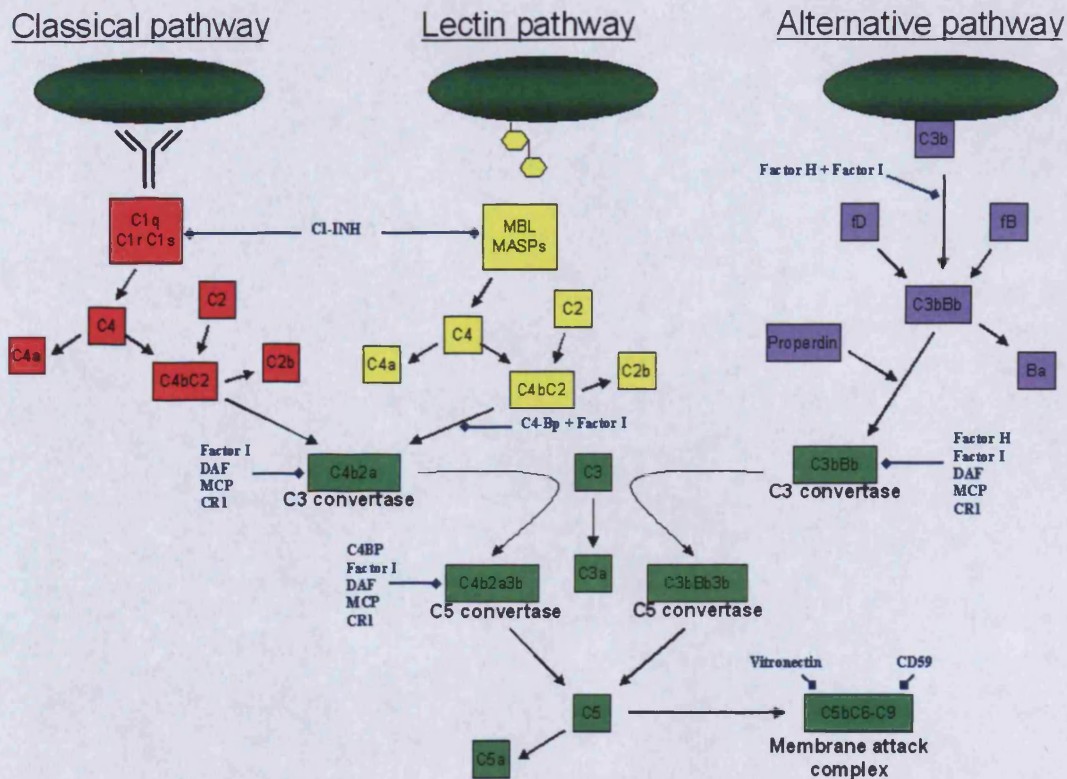 Classical pathway
Lectin pathway
Alternative pathway
C3b
Factor H + Factor I
C1q
C1r C1s
Cl-INH
MBL
MASPs
fD
fB
C2
C2
C3bBb
C4
C4
Properdin
C4a
C2b
C4a
C2b
Ba
C4bC2
C4bC2
C4-Bp + Factor I
Factor I
DAF
MCP
CR1
C4b2a
C3 convertase
C3
C3bBb
C3 convertase
Factor H
Factor I
DAF
MCP
CR1
C4BP
Factor I
DAF
MCP
CR1
C4b2a3b
C5 convertase
C3a
C3bBb3b
C5 convertase
Vitronectin
CD59
C5
C5bC6-C9
C5a
Membrane attack
complex